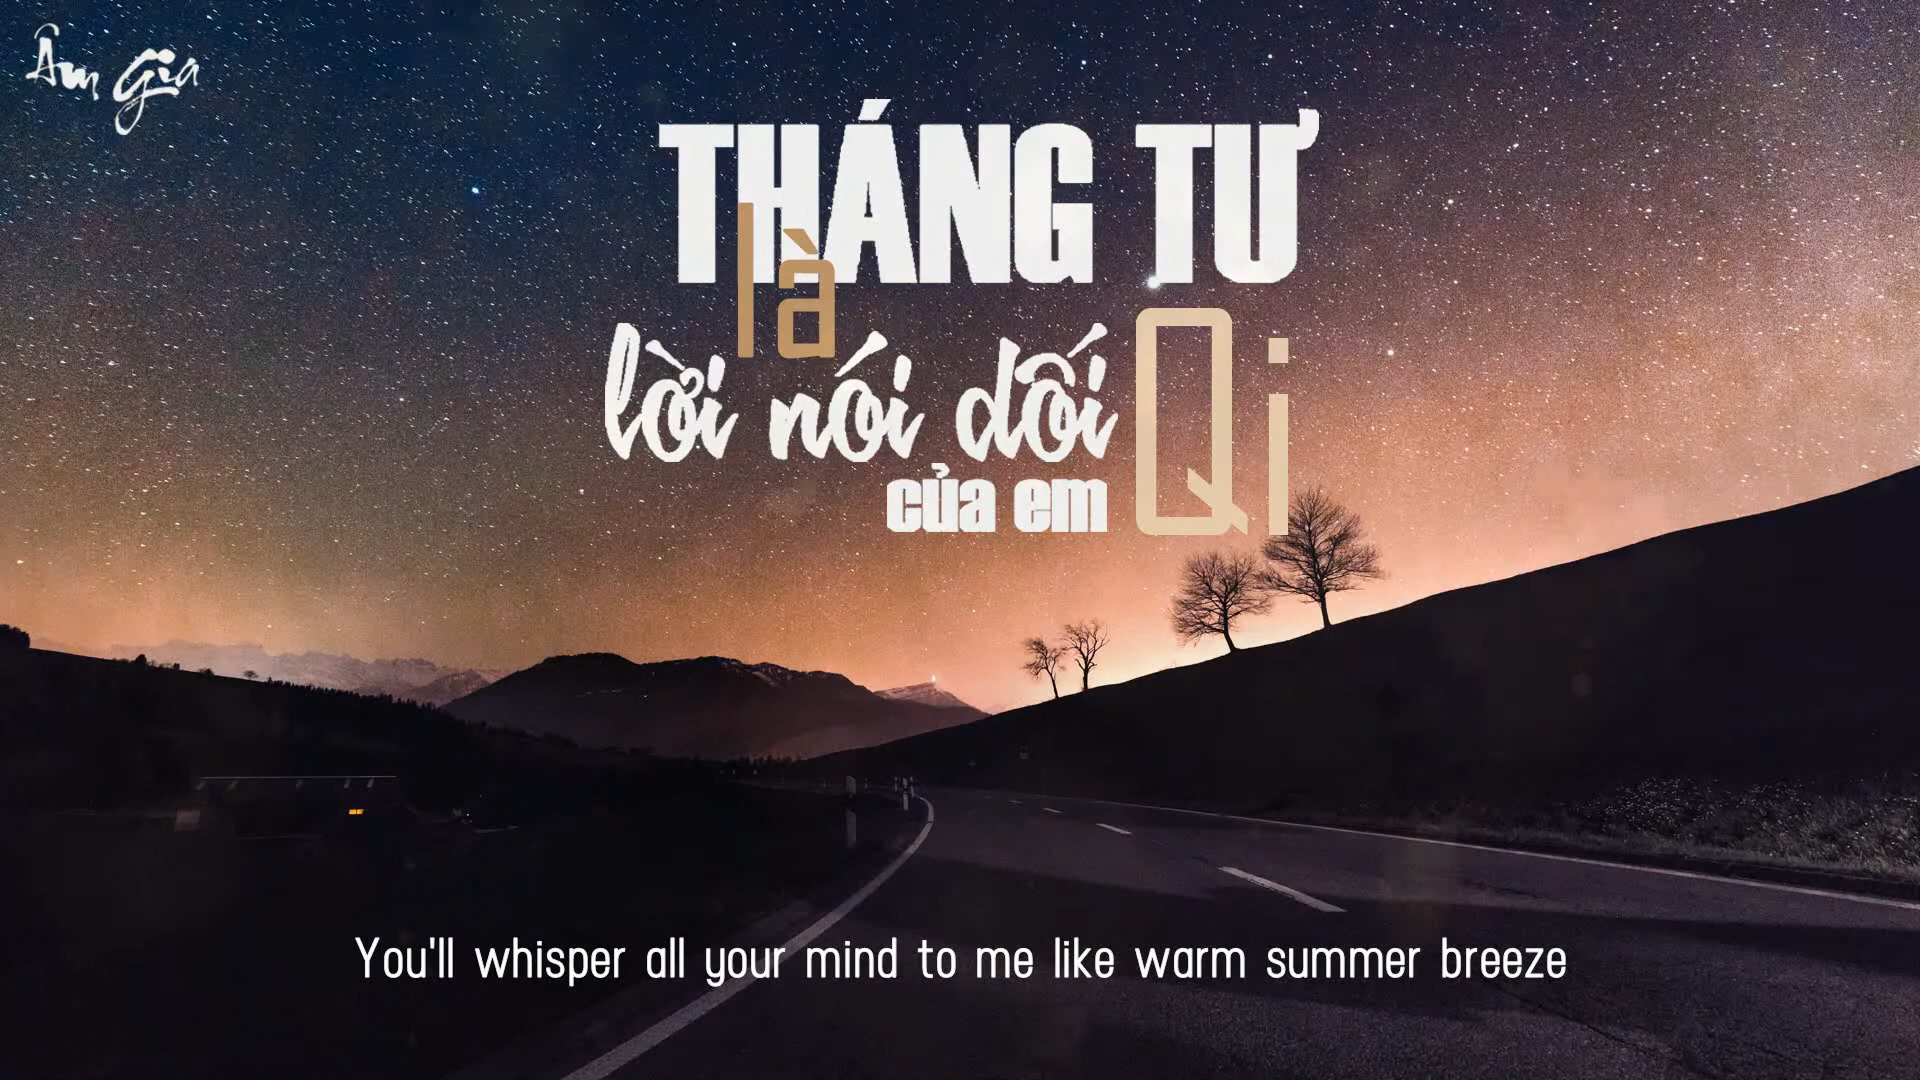 Âm Gia
THÁNG TƯ
là
lời nói dối
của em
Qi
You'll whisper all your mind to me like warm summer breeze